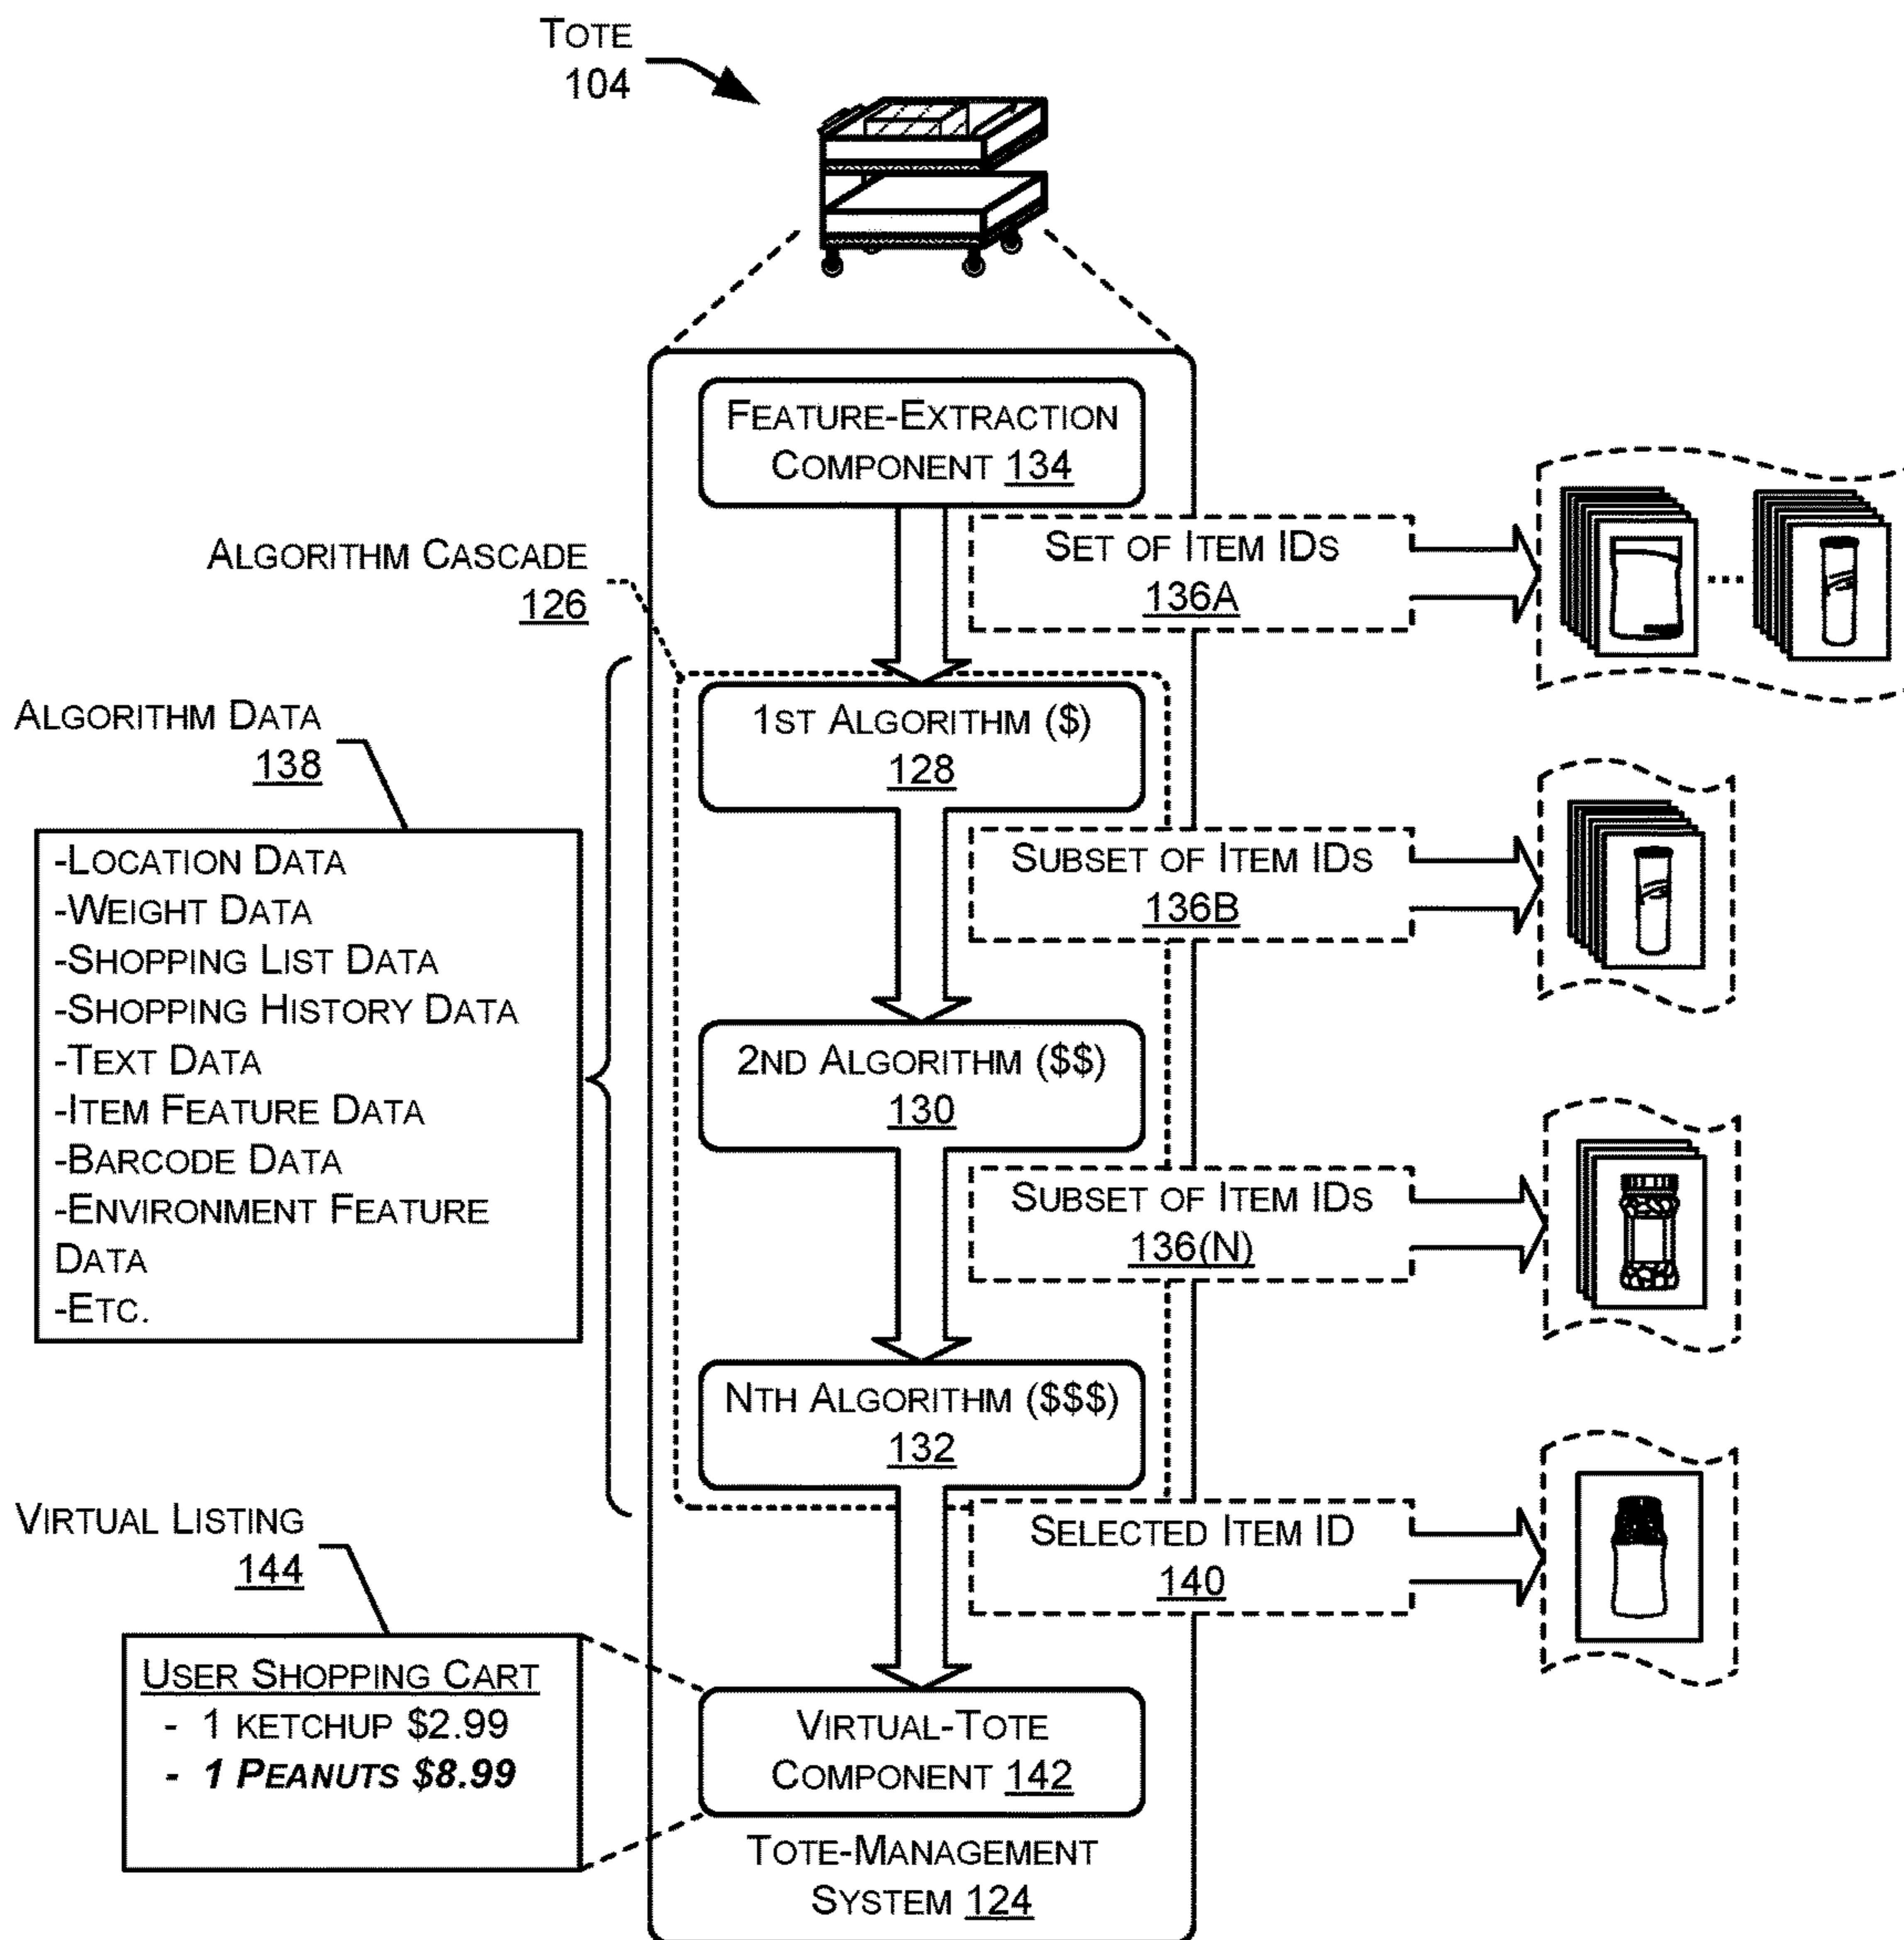 TOTE
104
FEATURE-EXTRACTION
COMPONENT 134
SET OF ITEM IDS
136A
ALGORITHM CASCADE
126
1ST ALGORITHM ($)
128
ALGORITHM DATA
138
-LOCATION DATA
-WEIGHT DATA
-SHOPPING LIST DATA
-SHOPPING HISTORY DATA
-TEXT DATA
-ITEM FEATURE DATA
-BARCODE DATA
-ENVIRONMENT FEATURE
DATA
-ETC.
SUBSET OF ITEM IDS
136B
2ND ALGORITHM ($$)
130
SUBSET OF ITEM IDS
136(N)
NTH ALGORITHM ($$$)
132
SELECTED ITEM ID
140
VIRTUAL LISTING
144
USER SHOPPING CART
- 1 KETCHUP $2.99
- 1 PEANUTS $8.99
VIRTUAL-TOTE
COMPONENT 142
TOTE-MANAGEMENT
SYSTEM 124